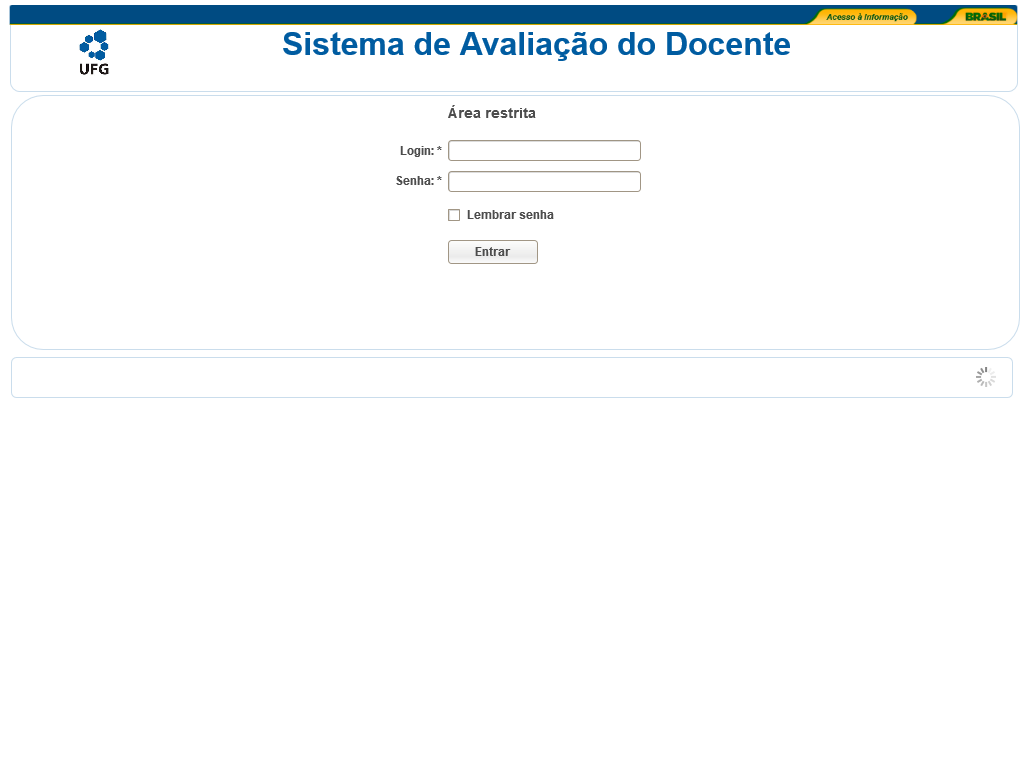 Acesso à Informação
BRASIL
UFG
Sistema de Avaliação do Docente
Área restrita
Login: *
Senha: *
Lembrar senha
Entrar